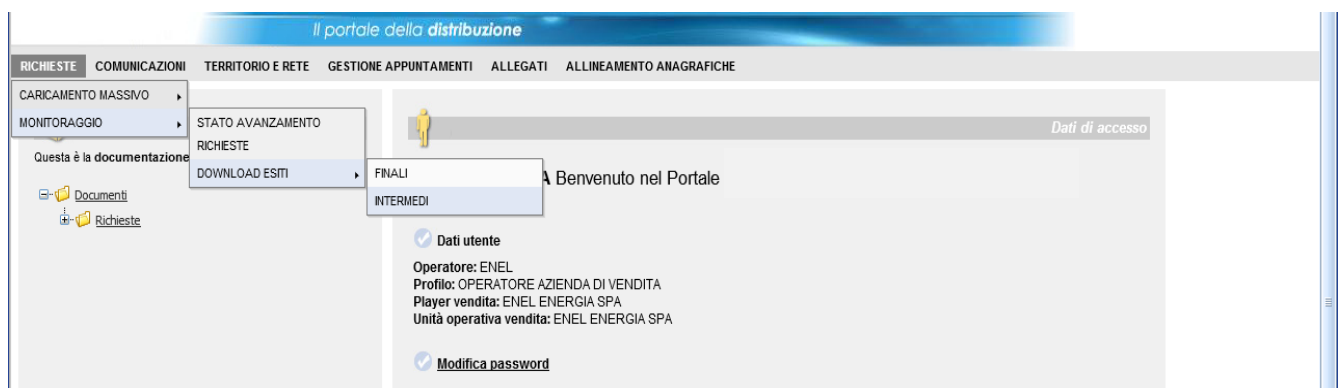 Il portale della distribuzione
RICHIESTE COMUNICAZIONI TERRITORIO E RETE GESTIONE APPUNTAMENTI ALLEGATI ALLINEAMENTO ANAGRAFICHE
CARICAMENTO MASSIVO
MONITORAGGIO
STATO AVANZAMENTO
RICHIESTE
DOWNLOAD ESITI
FINALI
INTERMEDI
Questa è la documentazione
Documenti
Richieste
Dati di accesso
A Benvenuto nel Portale
Dati utente
Operatore: ENEL
Profilo: OPERATORE AZIENDA DI VENDITA
Player vendita: ENEL ENERGIA SPA
Unità operativa vendita: ENEL ENERGIA SPA
Modifica password